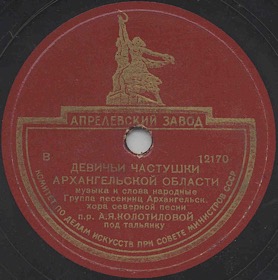 АПРЕЛЕВСКИЙ ЗАВОД
В 12170
ДЕВИЧЬИ ЧАСТУШКИ
АРХАНГЕЛЬСКОЙ ОБЛАСТИ
музыка и слова народные
Группа песенниц Архангельск.
хора северной песни
п.р. А.Я.КОЛОТИЛОВОЙ
под тальянку
КОМИТЕТ ПО ДЕЛАМ ИСКУССТВ ПРИ СОВЕТЕ МИНИСТРОВ СССР